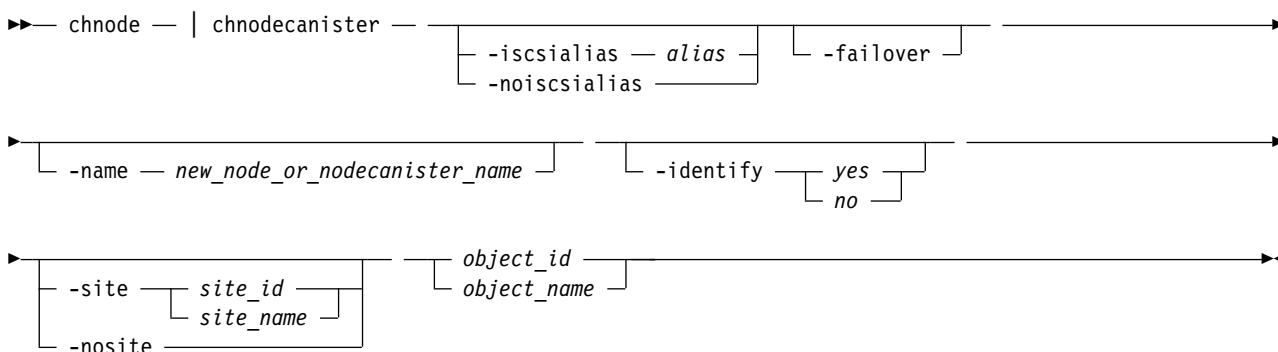 chnode | chnodecanister
-iscsialias alias
-noiscsialias
-failover
-name new_node_or_nodecanister_name
-identify yes
no
-site site_id
site_name
-nosite
object_id
object_name